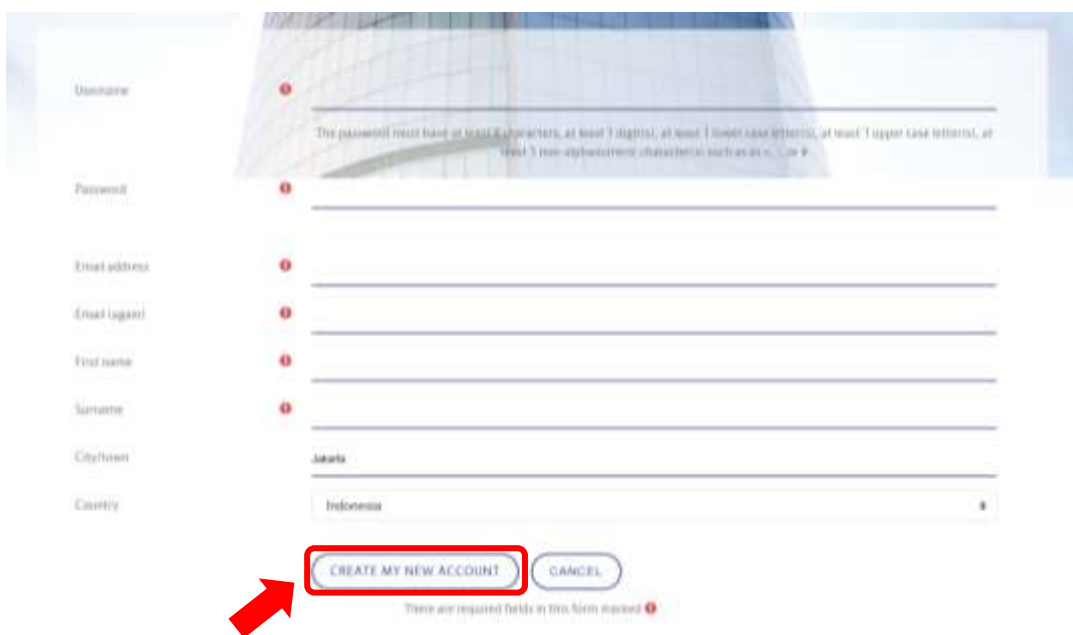 Username
The password must have at least 8 characters, at least 1 digit(s), at least 1 lower case letter(s), at least 1 upper case letter(s), at
least 1 non-alphanumeric character(s) such as as
Password
Email address
Email (again)
First name
Surname
City/town Jakarta
Country Indonesia
CREATE MY NEW ACCOUNT CANCEL
There are required fields in this form marked